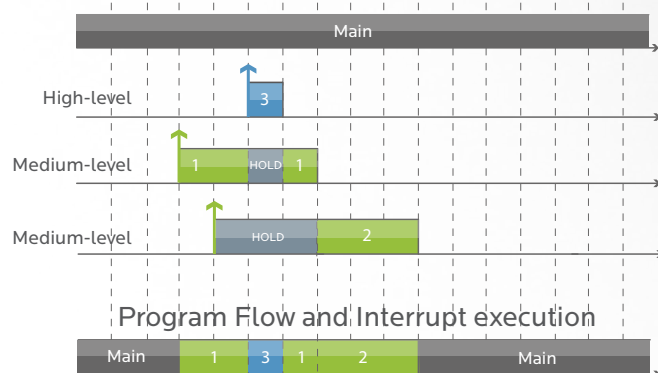 Main
3
High-level
1 HOLD 1
Medium-level
HOLD 2
Medium-level
Program Flow and Interrupt execution
Main 1 3 1 2 Main